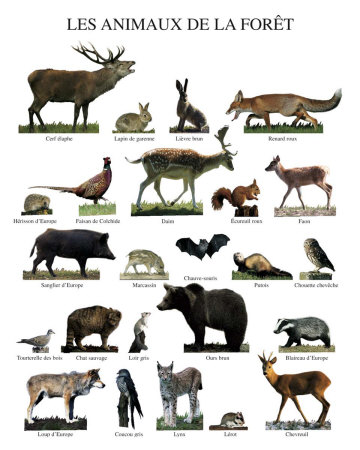 LES ANIMAUX DE LA FORÊT
Cerf élaphe
Lapin de garenne
Lièvre brun
Renard roux
Hérisson d'Europe
Faisan de Colchide
Daim
Écureuil roux
Faon
Sanglier d'Europe
Marcassin
Chauve-souris
Putois
Chouette chevêche
Tourterelle des bois
Chat sauvage
Loir gris
Ours brun
Blaireau d'Europe
Loup d'Europe
Coucou gris
Lynx
Lérot
Chevreuil